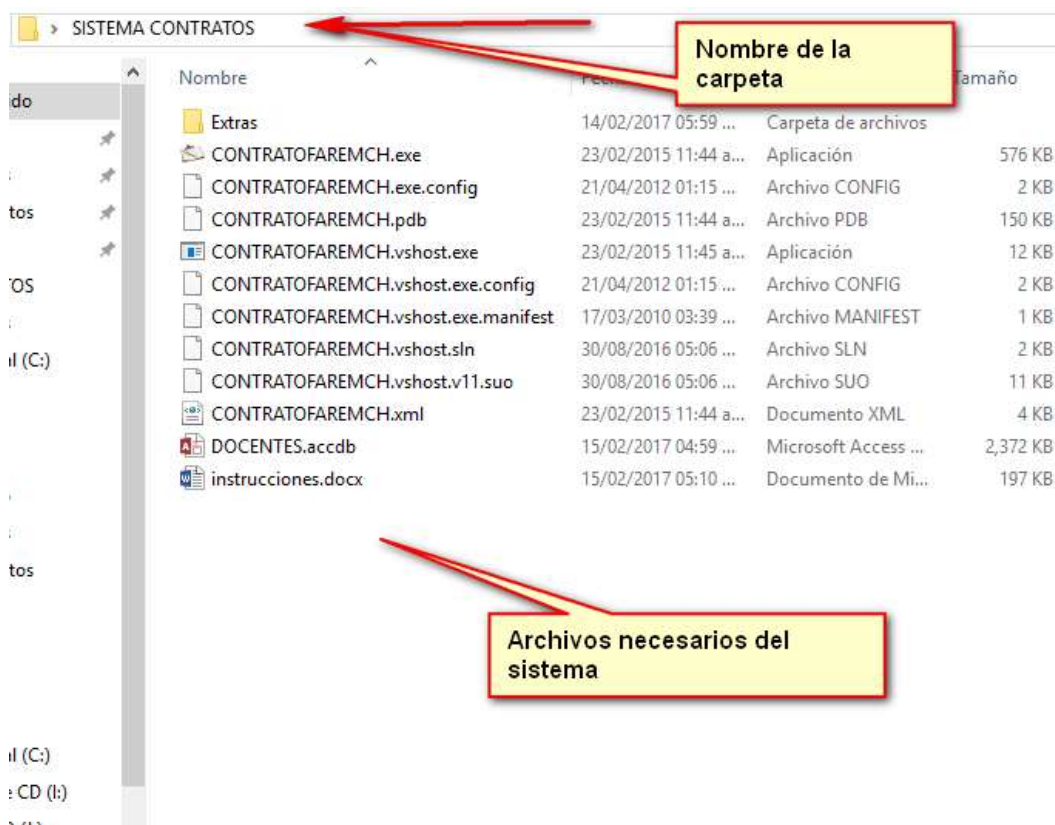 SISTEMA CONTRATOS
Nombre de la
carpeta
Nombre
Tamaño
do
Extras 14/02/2017 05:59 ... Carpeta de archivos
CONTRATOFAREMCH.exe 23/02/2015 11:44 a... Aplicación 576 KB
CONTRATOFAREMCH.exe.config 21/04/2012 01:15 ... Archivo CONFIG 2 KB
CONTRATOFAREMCH.pdb 23/02/2015 11:44 a... Archivo PDB 150 KB
tos
CONTRATOFAREMCH.vshost.exe 23/02/2015 11:45 a... Aplicación 12 KB
CONTRATOFAREMCH.vshost.exe.config 21/04/2012 01:15 ... Archivo CONFIG 2 KB
OS
CONTRATOFAREMCH.vshost.exe.manifest 17/03/2010 03:39 ... Archivo MANIFEST 1 KB
CONTRATOFAREMCH.vshost.sln 30/08/2016 05:06 ... Archivo SLN 2 KB
l (C:)
CONTRATOFAREMCH.vshost.v11.suo 30/08/2016 05:06 ... Archivo SUO 11 KB
CONTRATOFAREMCH.xml 23/02/2015 11:44 a... Documento XML 4 KB
DOCENTES.accdb 15/02/2017 04:59 ... Microsoft Access ... 2,372 KB
instrucciones.docx 15/02/2017 05:10 ... Documento de Mi... 197 KB
tos
Archivos necesarios del
sistema
l (C:)
CD (I:)